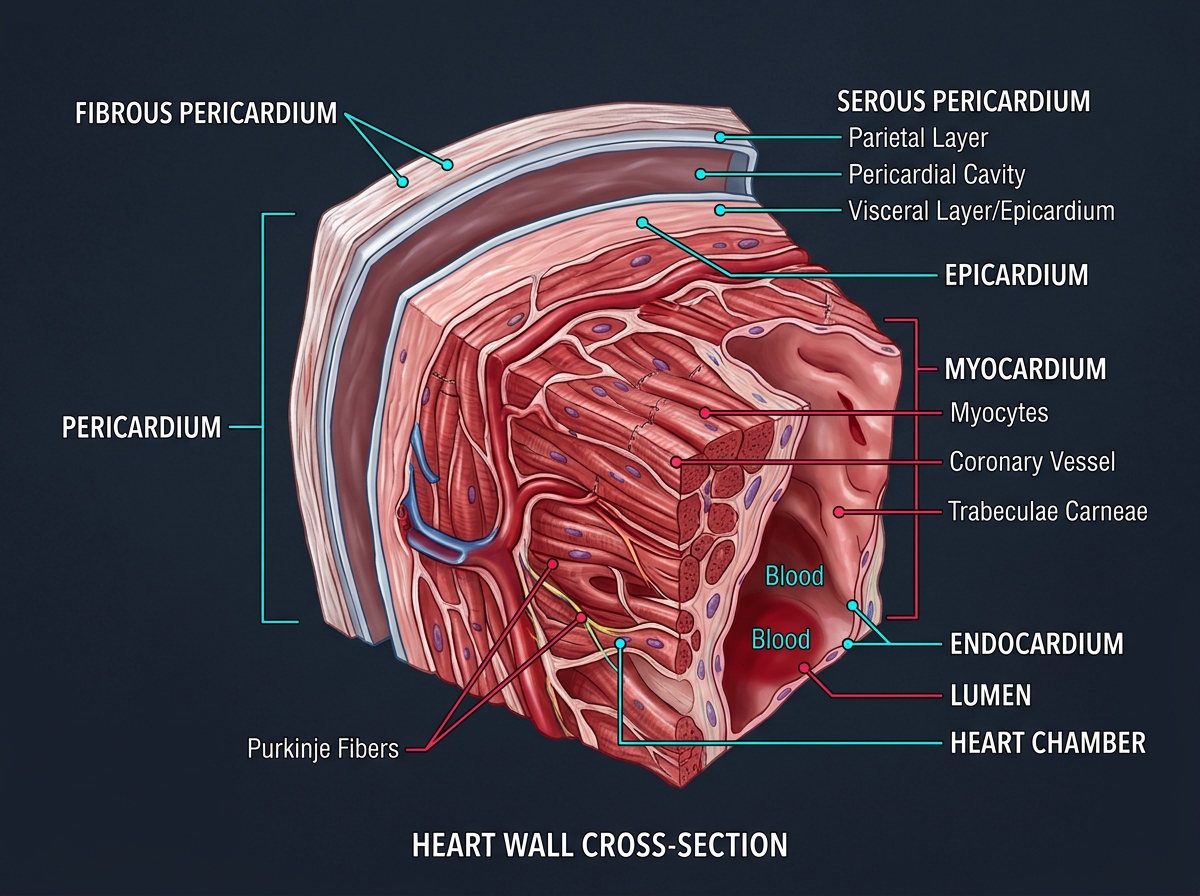 FIBROUS PERICARDIUM
SEROUS PERICARDIUM
Parietal Layer
Pericardial Cavity
Visceral Layer/Epicardium
EPICARDIUM
MYOCARDIUM
Myocytes
PERICARDIUM
Coronary Vessel
Trabeculae Carneae
Blood
Blood
ENDOCARDIUM
LUMEN
HEART CHAMBER
Purkinje Fibers
HEART WALL CROSS-SECTION